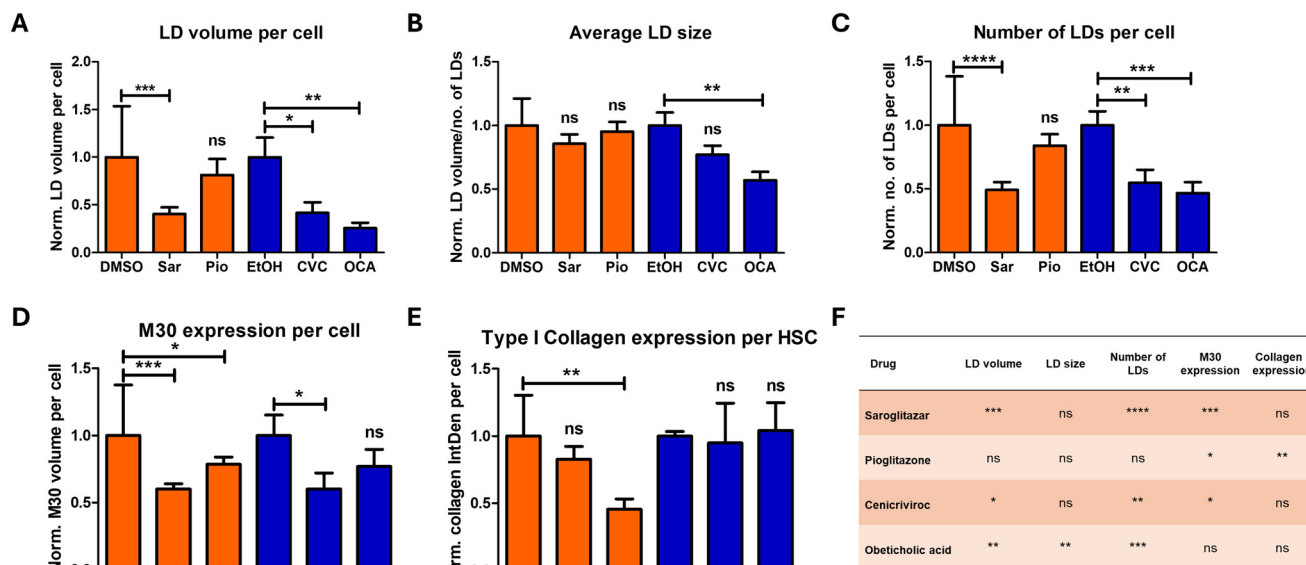 A
LD volume per cell
Norm. LD volume per cell
2.0
1.5
1.0
0.5
0.0
***
ns
**
*
DMSO Sar Pio EtOH CVC OCA
B
Average LD size
Norm. LD volume/no. of LDs
1.5
1.0
0.5
0.0
ns
ns
**
ns
DMSO Sar Pio EtOH CVC OCA
C
Number of LDs per cell
Norm. no. of LDs per cell
1.5
1.0
0.5
0.0
****
ns
***
**
DMSO Sar Pio EtOH CVC OCA
D
M30 expression per cell
Norm. M30 volume per cell
1.5
1.0
0.5
*
***
*
ns
E
Type I Collagen expression per HSC
collagen IntDen per cell
1.5
1.0
0.5
**
ns
ns
ns
F
Drug LD volume LD size Number of LDs M30 expression Collagen expression
Saroglitazar *** ns **** *** ns
Pioglitazone ns ns ns * **
Cenicriviroc * ns ** * ns
Obeticholic acid ** ** *** ns ns